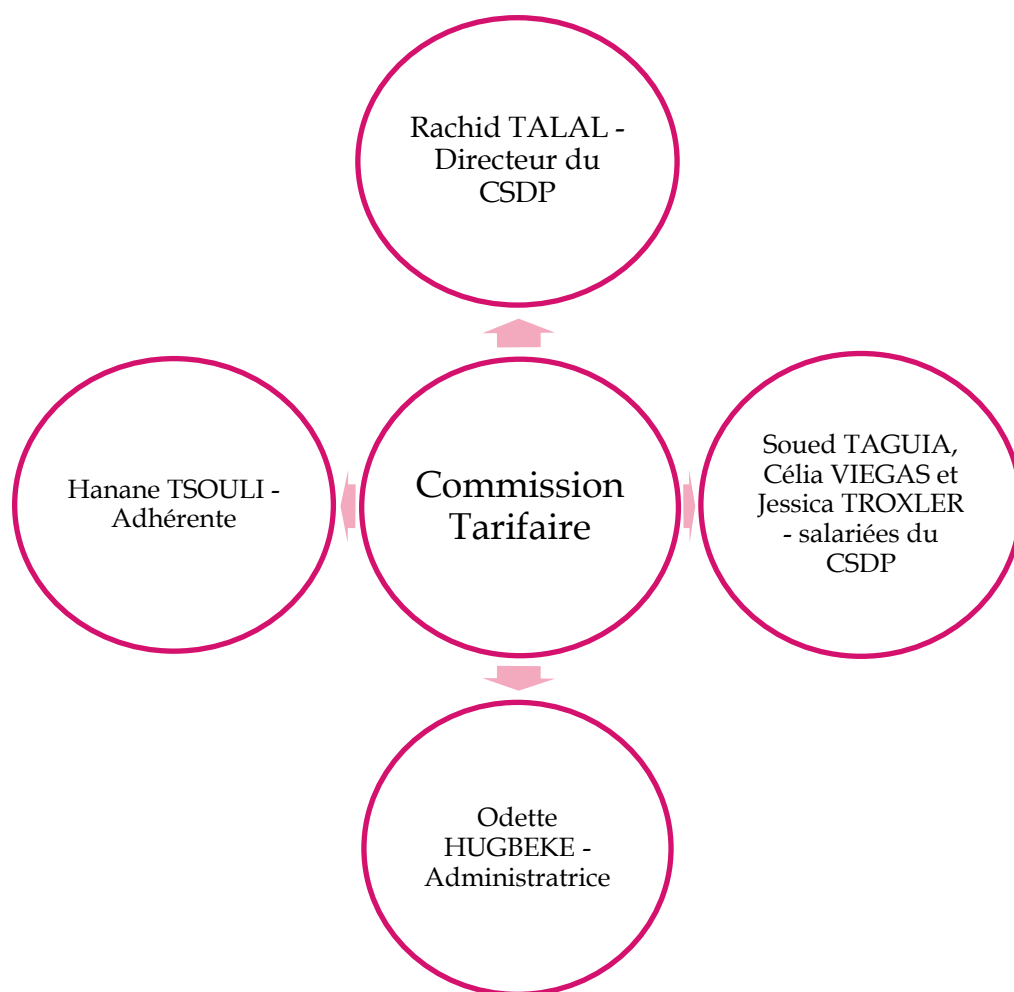 Rachid TALAL -
Directeur du
CSDP
Hanane TSOULI -
Adhérente
Commission
Tarifaire
Soued TAGUIA,
Célia VIEGAS et
Jessica TROXLER
- salariées du
CSDP
Odette
HUGBEKE -
Administratrice